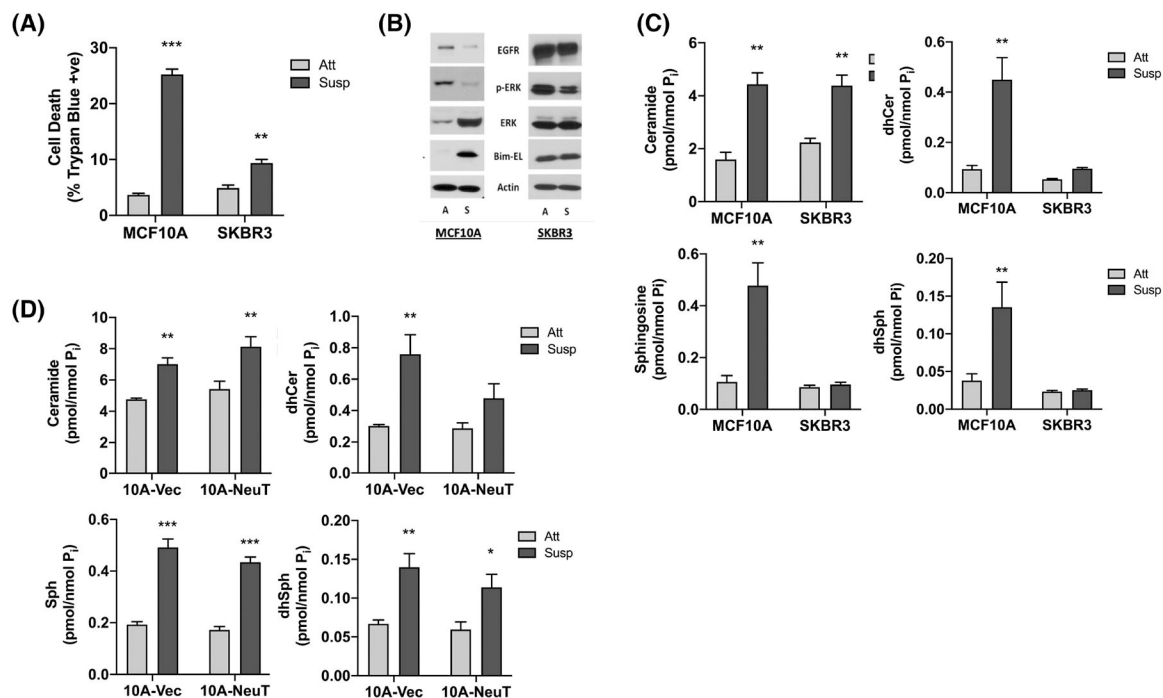 (A)
Cell Death
(% Trypan Blue +ve)
30
20
10
0
***
**
Att
Susp
MCF10A
SKBR3
(B)
EGFR
p-ERK
ERK
Bim-EL
Actin
A S
A S
MCF10A
SKBR3
(C)
Ceramide
(pmol/nmol Pi)
6
4
2
0
**
**
MCF10A
SKBR3
dhCer
(pmol/nmol Pi)
0.6
0.4
0.2
0.0
**
Att
Susp
MCF10A
SKBR3
Sphingosine
(pmol/nmol Pi)
0.6
0.4
0.2
0.0
**
MCF10A
SKBR3
dhSph
(pmol/nmol Pi)
0.20
0.15
0.10
0.05
0.00
**
Att
Susp
MCF10A
SKBR3
(D)
Ceramide
(pmol/nmol Pi)
10
8
6
4
2
0
**
**
10A-Vec
10A-NeuT
dhCer
(pmol/nmol Pi)
1.0
0.8
0.6
0.4
0.2
0.0
**
Att
Susp
10A-Vec
10A-NeuT
Sph
(pmol/nmol Pi)
0.6
0.4
0.2
0.0
***
***
10A-Vec
10A-NeuT
dhSph
(pmol/nmol Pi)
0.20
0.15
0.10
0.05
0.00
**
*
Att
Susp
10A-Vec
10A-NeuT